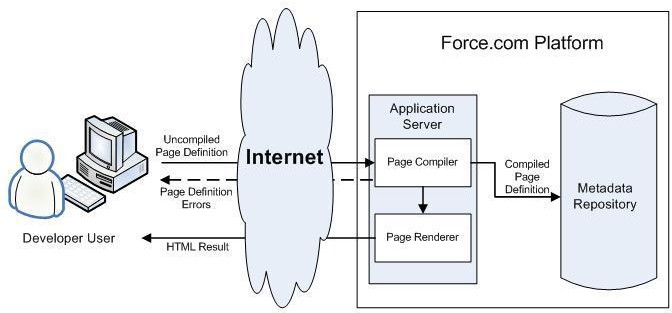 Force.com Platform
Application
Server
Uncompiled
Page Definition
Internet
Page Compiler
Compiled
Page
Definition
Metadata
Repository
Page Definition
Errors
Developer User
HTML Result
Page Renderer